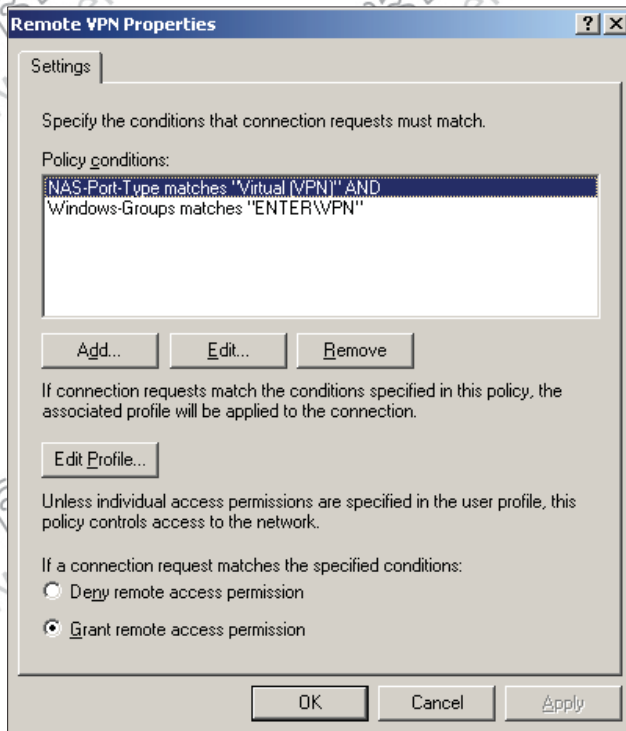 Remote VPN Properties
Settings
Specify the conditions that connection requests must match.
Policy conditions:
NAS-Port-Type matches "Virtual (VPN)" AND
Windows-Groups matches "ENTER\VPN"
Add... Edit... Remove
If connection requests match the conditions specified in this policy, the
associated profile will be applied to the connection.
Edit Profile...
Unless individual access permissions are specified in the user profile, this
policy controls access to the network.
If a connection request matches the specified conditions:
Deny remote access permission
Grant remote access permission
OK Cancel Apply